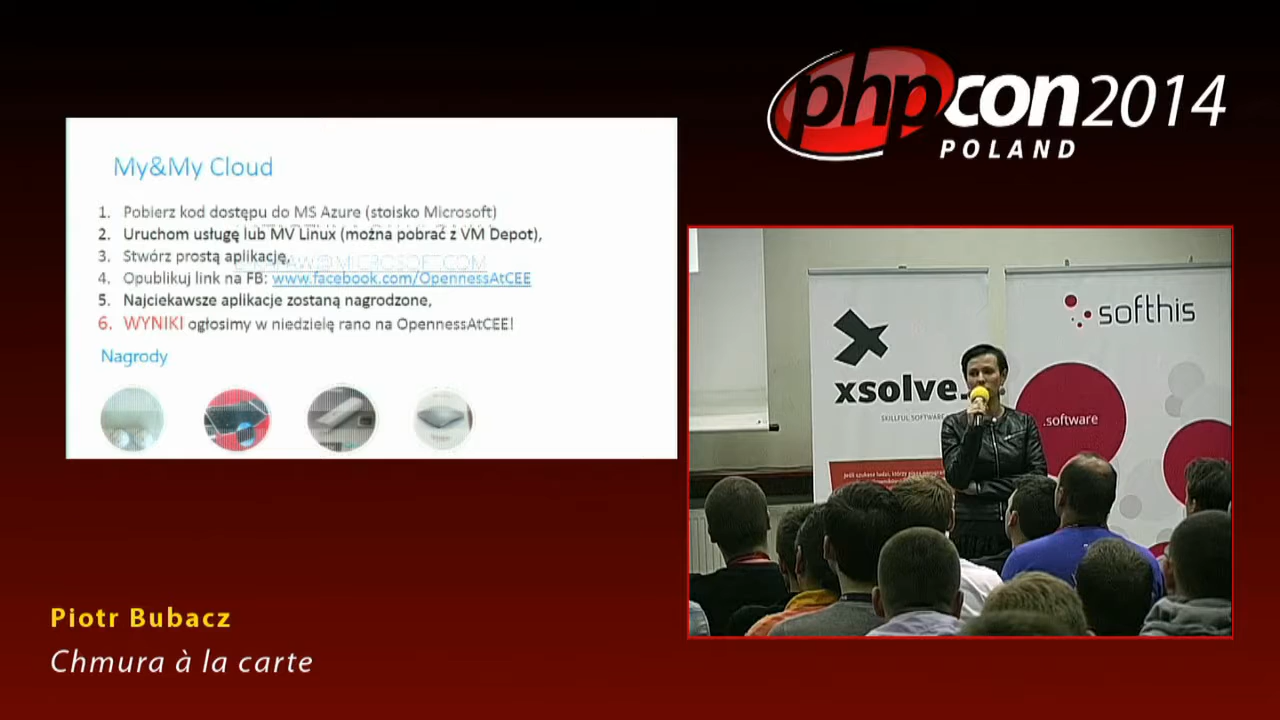 phpcon2014
POLAND
My&My Cloud
1. Pobierz kod dostępu do MS Azure (stoisko Microsoft)
2. Uruchom usługę lub MV Linux (można pobrać z VM Depot),
3. Stwórz prostą aplikację,
4. Opublikuj link na FB: www.facebook.com/OpennessAtCEE
5. Najciekawsze aplikacje zostaną nagrodzone,
6. WYNIKI ogłosimy w niedzielę rano na OpennessAtCEE!
Nagrody
xsolve.
SKILLFUL SOFTWARE
softhis
.software
Piotr Bubacz
Chmura à la carte